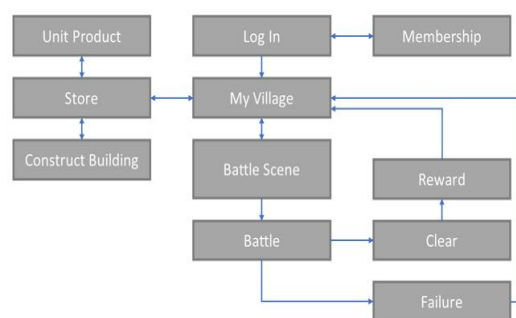 Unit Product
Log In
Membership
Store
My Village
Construct Building
Battle Scene
Reward
Battle
Clear
Failure